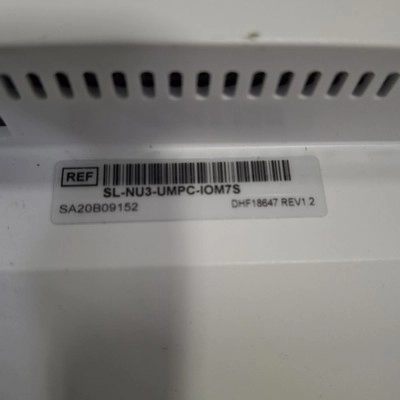 REF
SL-NU3-UMPC-IOM7S
SA20B09152 DHF18647 REV1.2